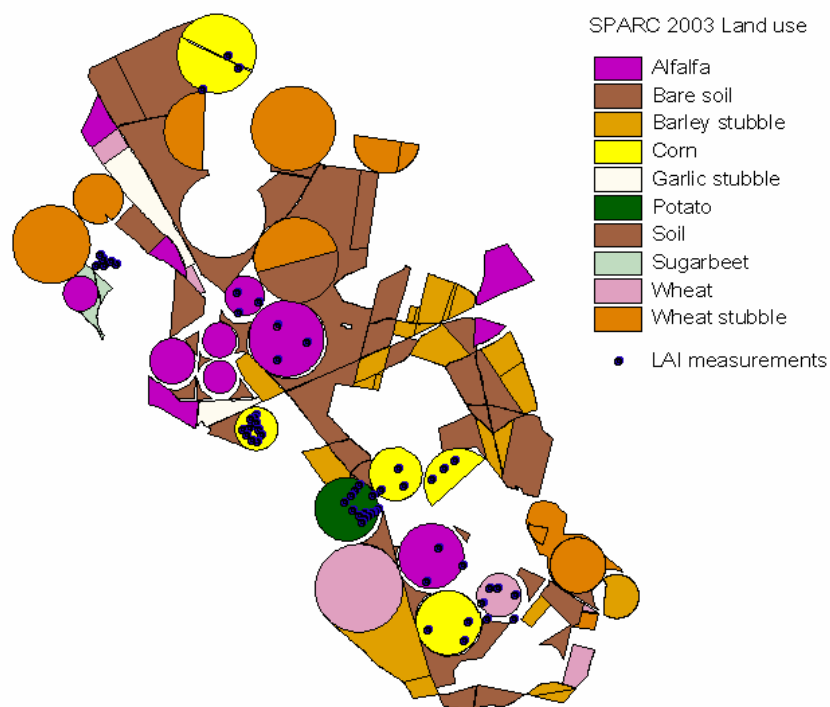 SPARC 2003 Land use
Alfalfa
Bare soil
Barley stubble
Corn
Garlic stubble
Potato
Soil
Sugarbeet
Wheat
Wheat stubble
LAI measurements